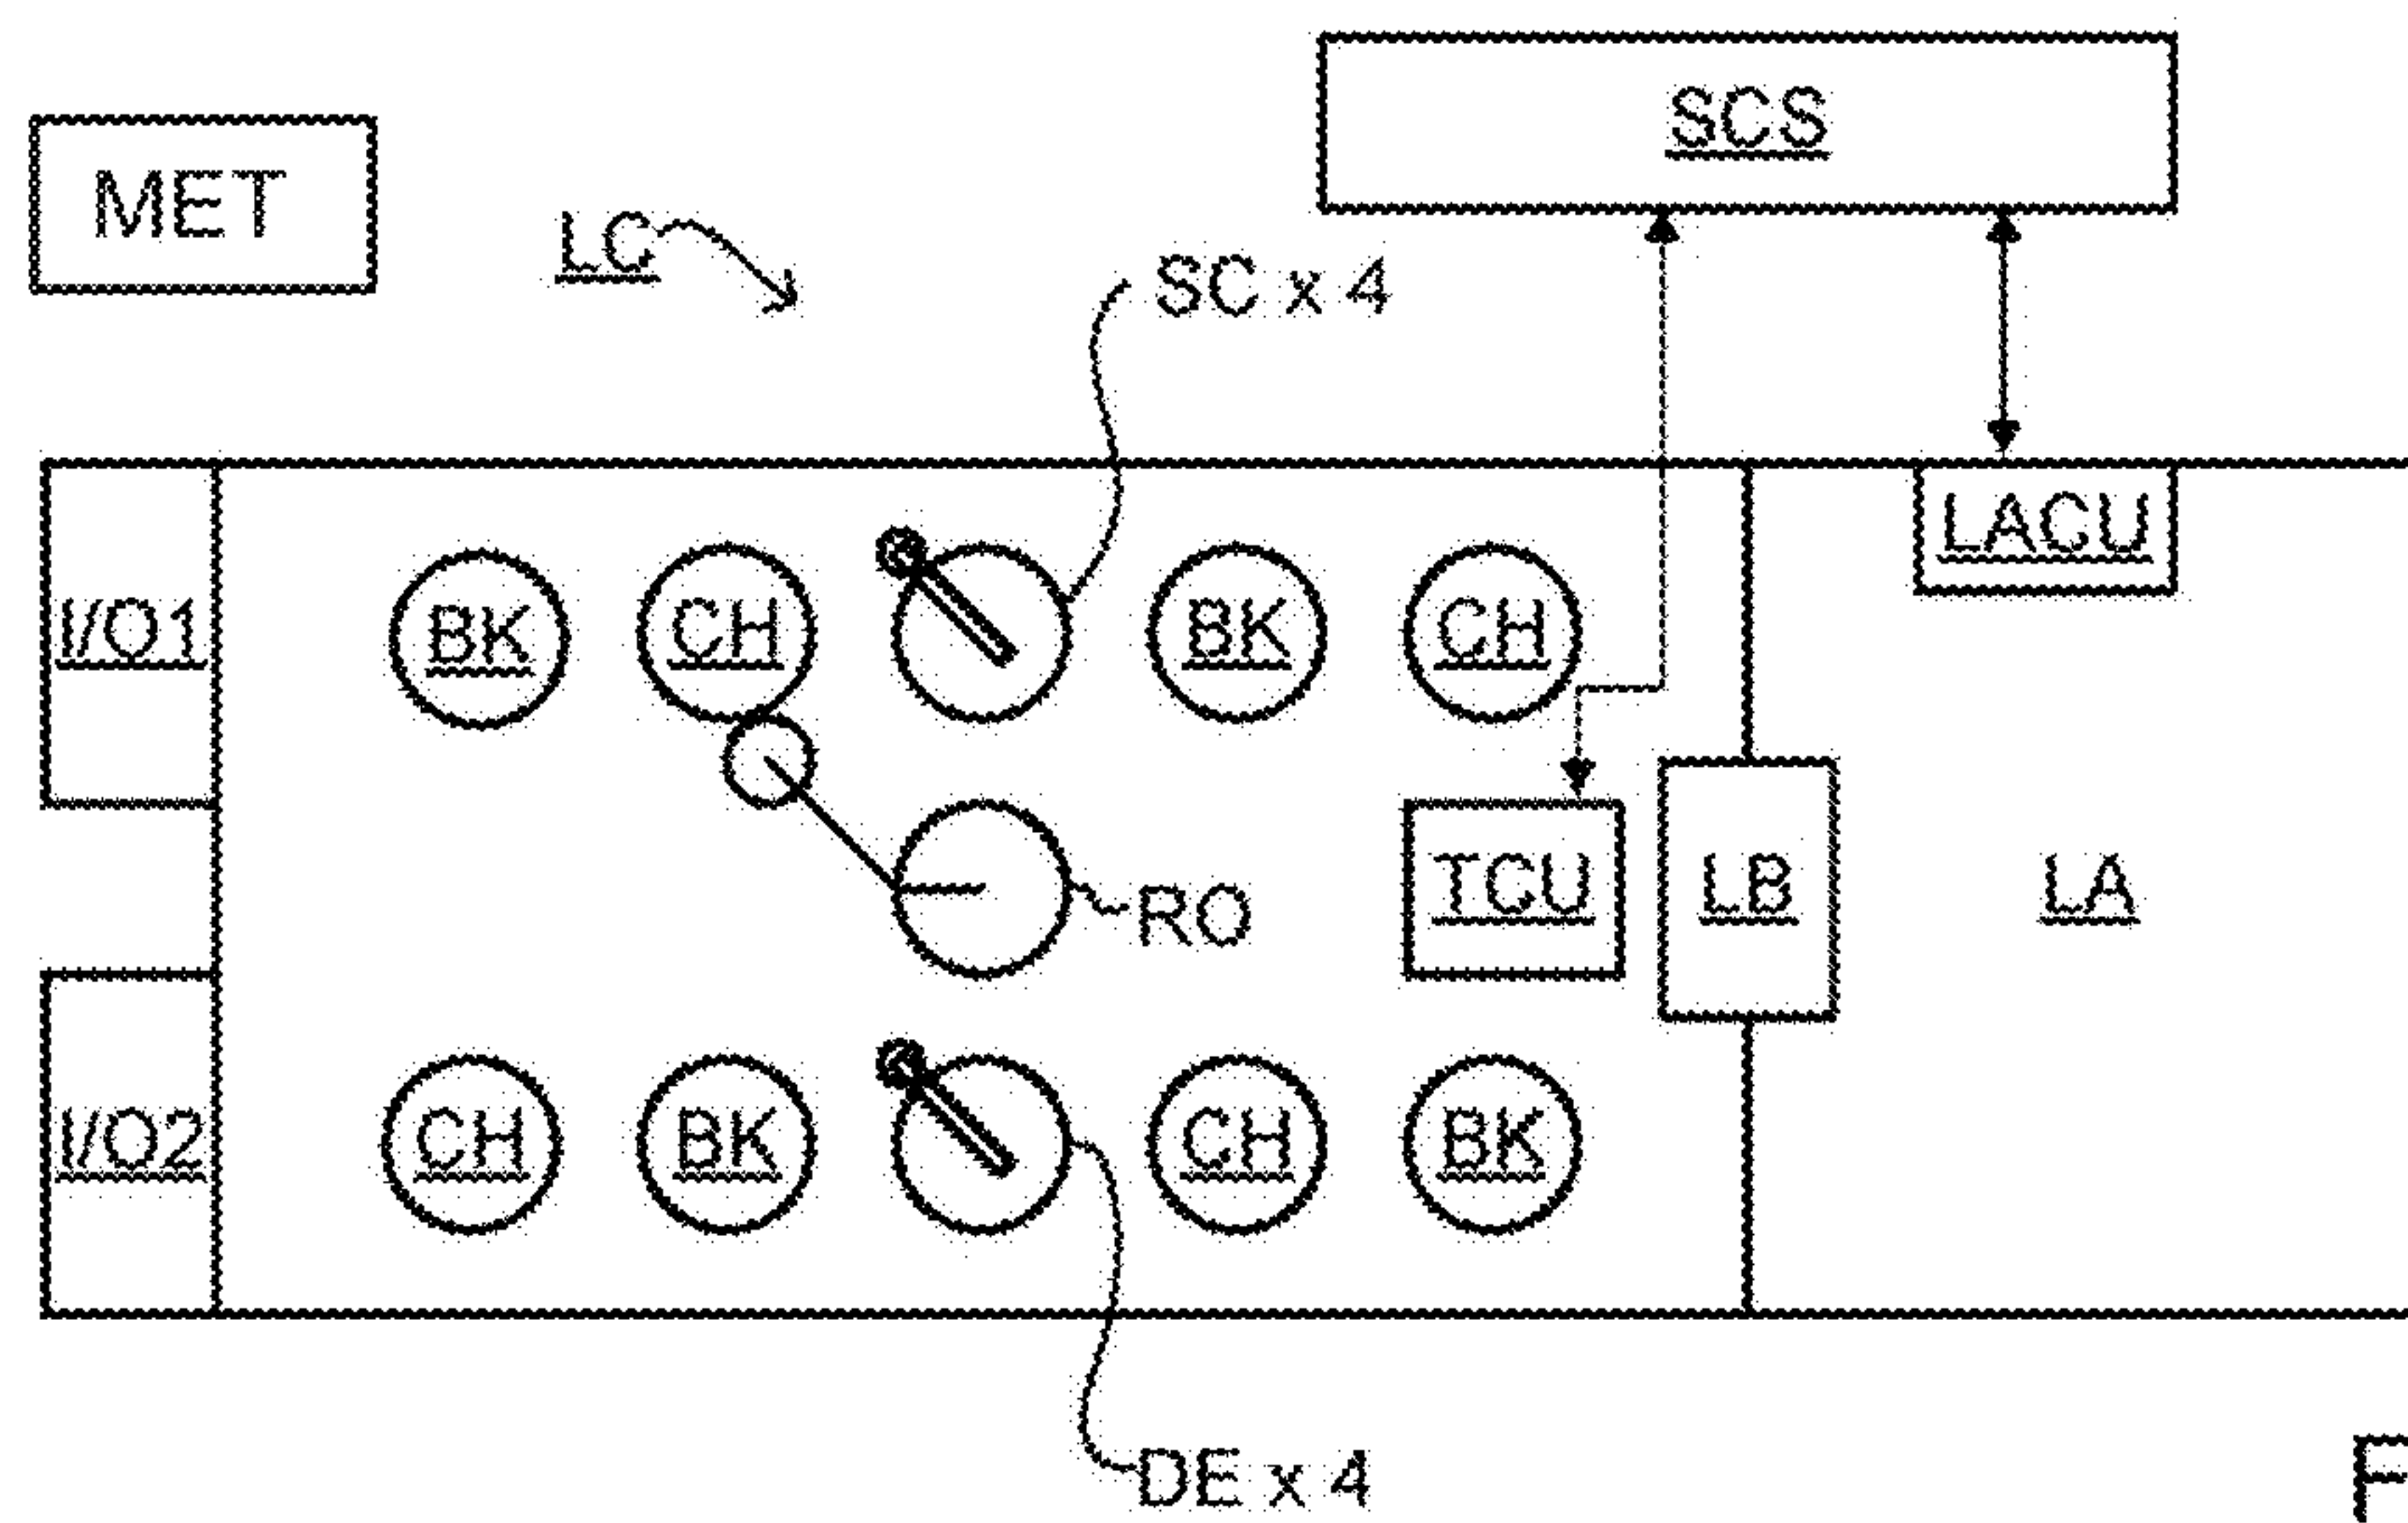 SCS
MET
LC
SC x 4
LACU
I/O1
BK
CH
BK
CH
TCU
LB
LA
RO
I/O2
CH
BK
CH
BK
DE x 4
F